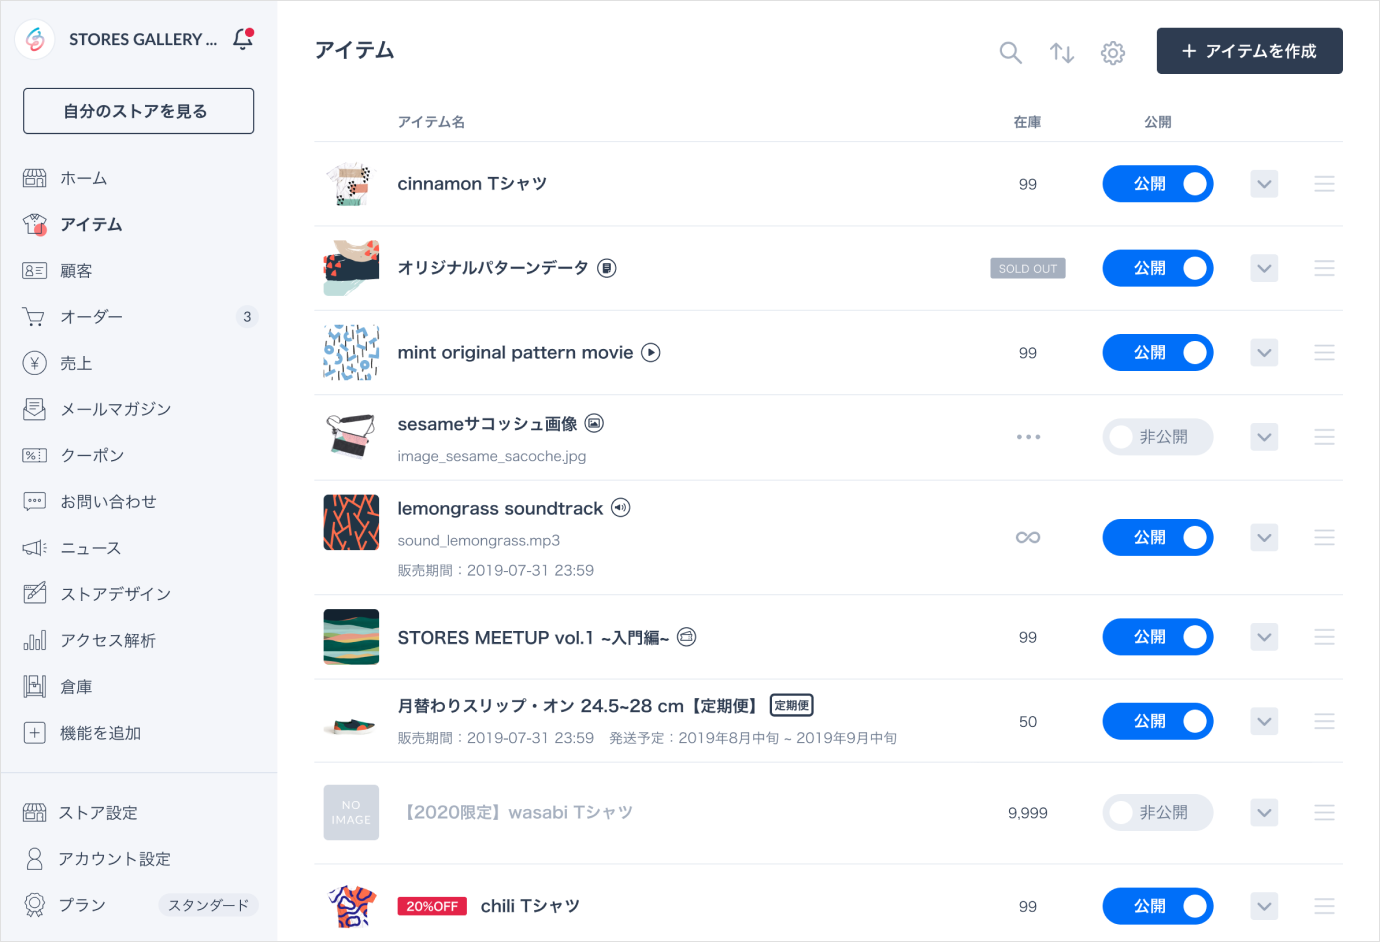 STORES GALLERY ...
自分のストアを見る
ホーム
アイテム
顧客
オーダー 3
売上
メールマガジン
クーポン
お問い合わせ
ニュース
ストアデザイン
アクセス解析
倉庫
機能を追加
ストア設定
アカウント設定
プラン スタンダード
アイテム
+ アイテムを作成
アイテム名 在庫 公開
cinnamon Tシャツ 99 公開
オリジナルパターンデータ SOLD OUT 公開
mint original pattern movie 99 公開
sesameサコッシュ画像 ••• 非公開
image_sesame_sacoche.jpg
lemongrass soundtrack ∞ 公開
sound_lemongrass.mp3
販売期間：2019-07-31 23:59
STORES MEETUP vol.1 ~入門編~ 99 公開
月替わりスリップ・オン 24.5~28 cm【定期便】 定期便 50 公開
販売期間：2019-07-31 23:59 発送予定：2019年8月中旬 ~ 2019年9月中旬
NO
IMAGE
【2020限定】wasabi Tシャツ 9,999 非公開
20%OFF chili Tシャツ 99 公開